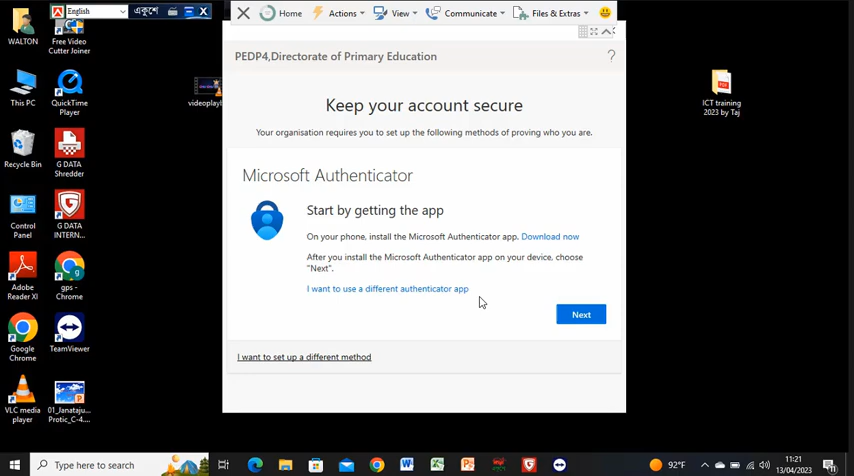 English
একুশে
Home
Actions
View
Communicate
Files & Extras
WALTON
Free Video
Cutter Joiner
PEDP4,Directorate of Primary Education
?
This PC
QuickTime
Player
ICT training
2023 by Taj
Keep your account secure
Your organisation requires you to set up the following methods of proving who you are.
Recycle Bin
G DATA
Shredder
Microsoft Authenticator
Start by getting the app
On your phone, install the Microsoft Authenticator app. Download now
After you install the Microsoft Authenticator app on your device, choose
"Next".
I want to use a different authenticator app
Next
I want to set up a different method
Control
Panel
G DATA
INTERN...
Adobe
Reader XI
gps -
Chrome
Google
Chrome
TeamViewer
VLC media
player
01_Janataju...
Protic_C-4....
Type here to search
92°F
11:21
13/04/2023